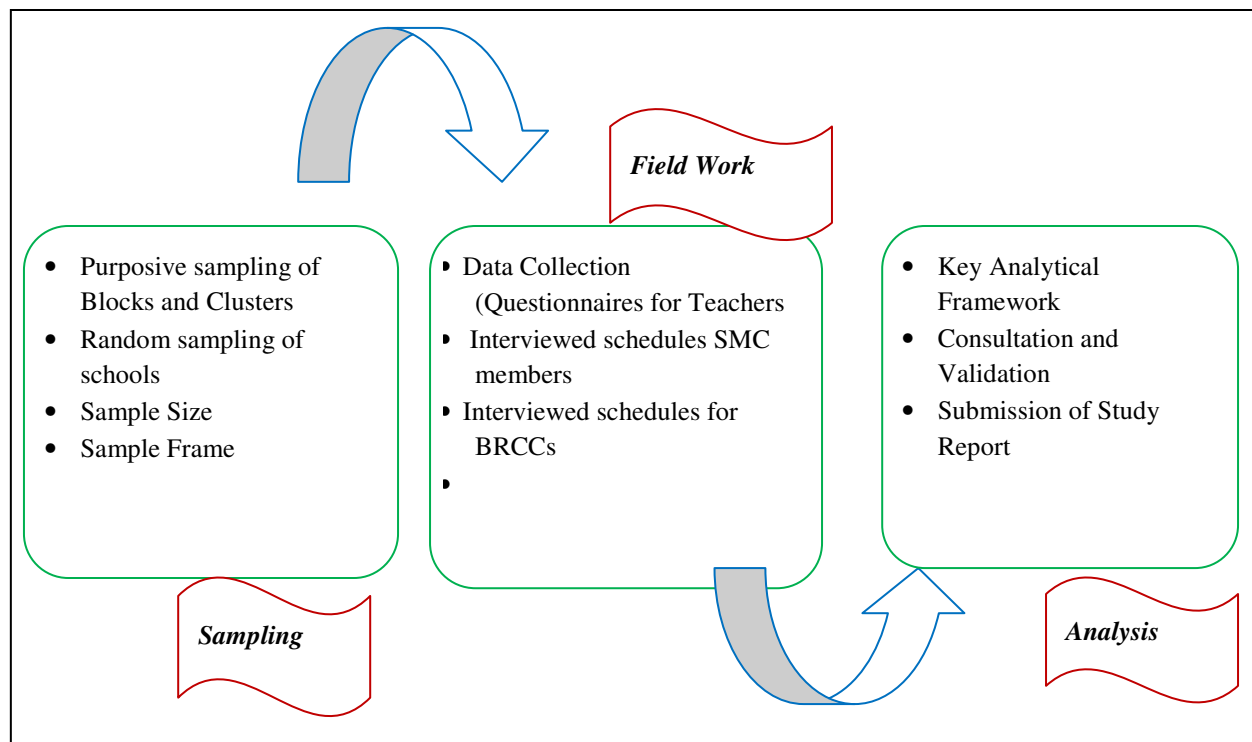 Field Work
• Purposive sampling of
Blocks and Clusters
• Random sampling of
schools
• Sample Size
• Sample Frame
Sampling
• Data Collection
(Questionnaires for Teachers
• Interviewed schedules SMC
members
• Interviewed schedules for
BRCCs
•
• Key Analytical
Framework
• Consultation and
Validation
• Submission of Study
Report
Analysis